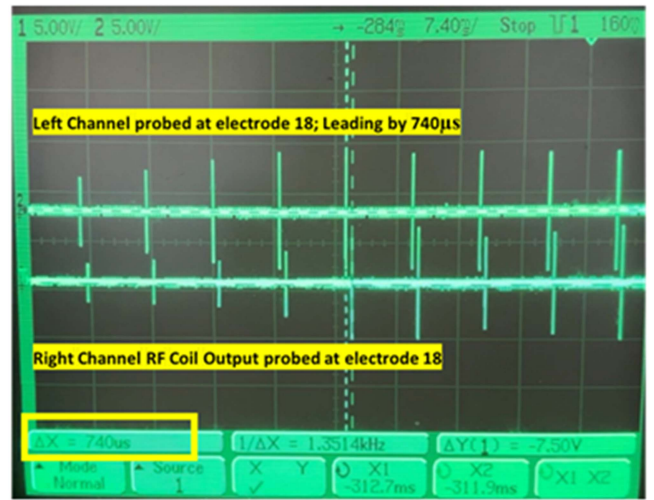 1 5.00V/ 2 5.00V/ → -284 7.40 / Stop 1 160
Left Channel probed at electrode 18; Leading by 740μs
2
Right Channel RF Coil Output probed at electrode 18
ΔX = 740us 1/ΔX = 1.3514kHz ΔY(1) = -7.50V
Mode Source X Y X1 X2 X1 X2
Normal 1 ✓ -312.7ms -311.9ms